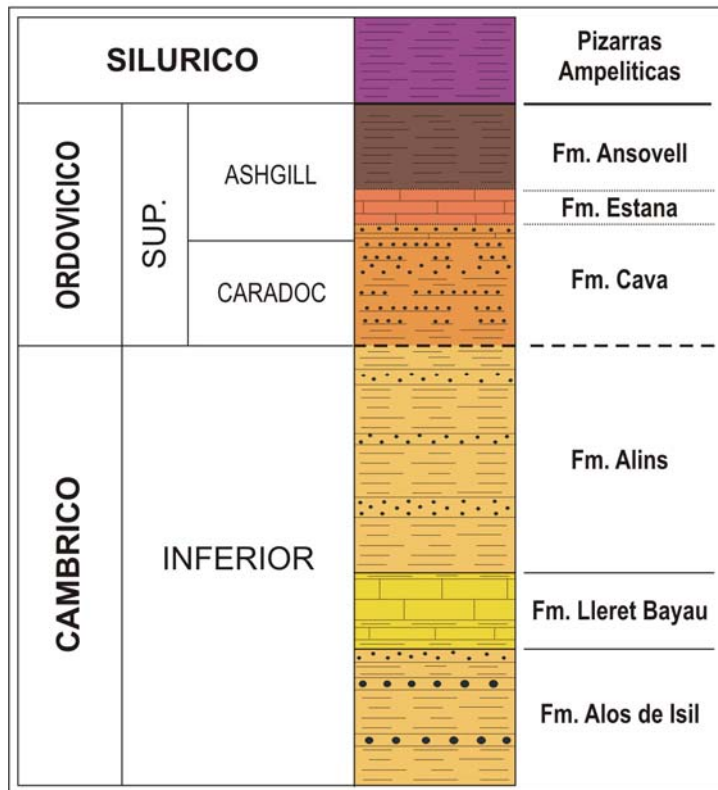 SILURICO
Pizarras
Ampeliticas
ORDOVICICO
SUP.
ASHGILL
Fm. Ansovell
Fm. Estana
CARADOC
Fm. Cava
CAMBRICO
INFERIOR
Fm. Alins
Fm. Lleret Bayau
Fm. Alos de Isil